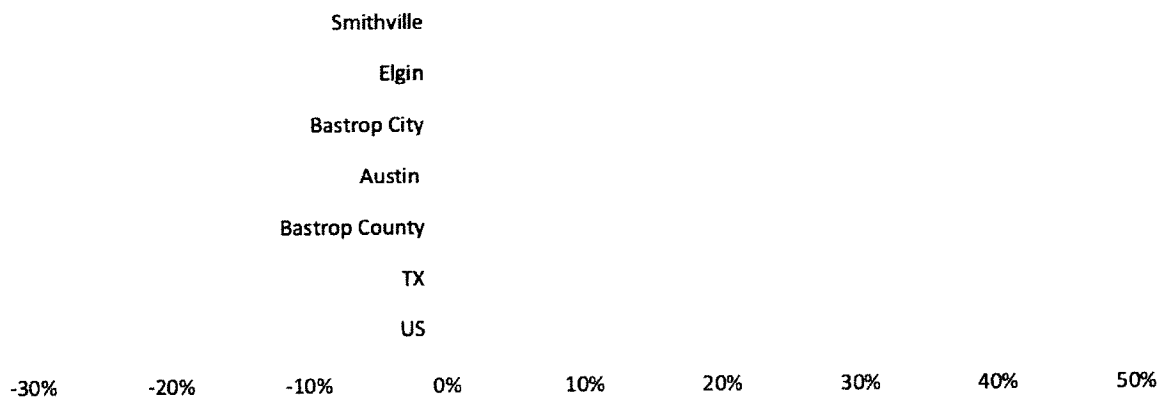 Smithville
Elgin
Bastrop City
Austin
Bastrop County
TX
US
-30% -20% -10% 0% 10% 20% 30% 40% 50%